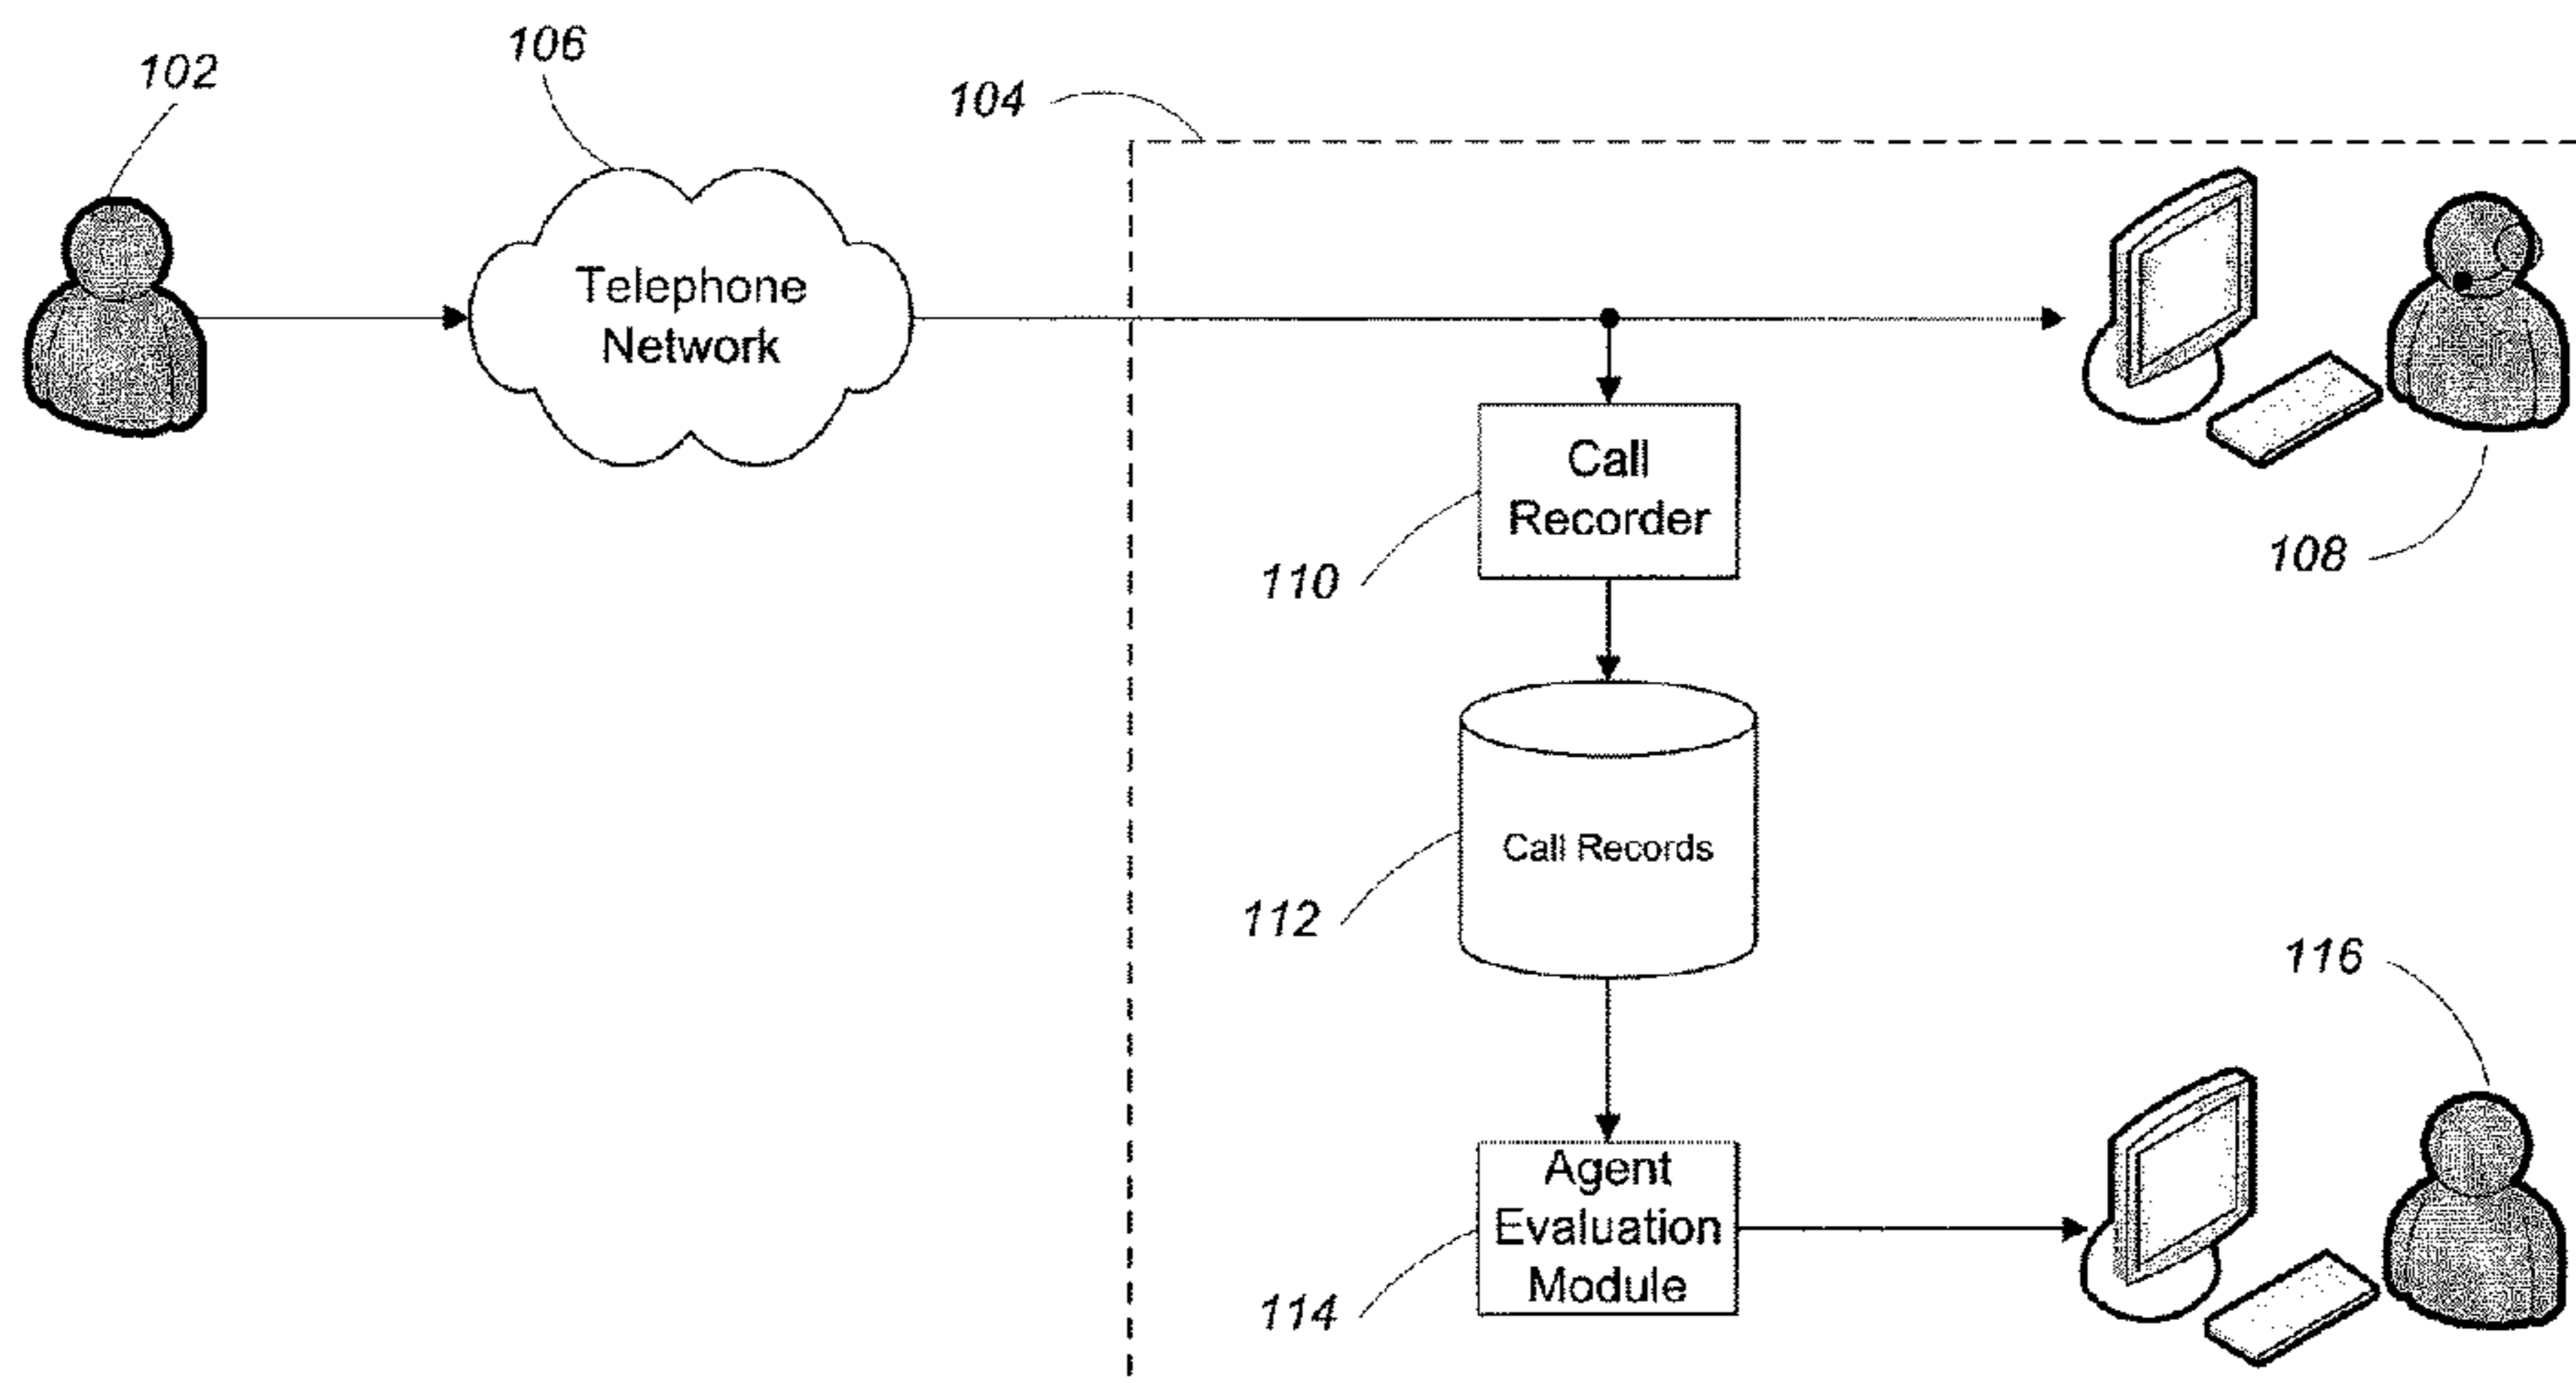 102
106
104
Telephone
Network
Call
Recorder
110
108
Call Records
112
116
Agent
Evaluation
Module
114